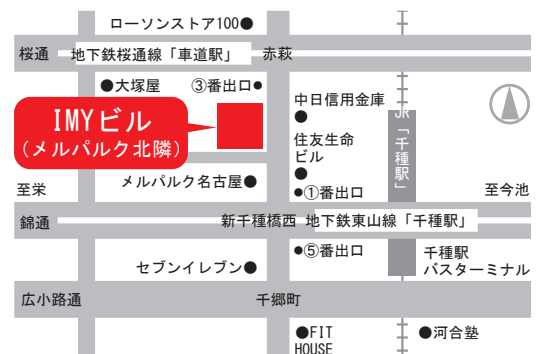 ローソンストア100●
桜通
地下鉄桜通線「車道駅」
赤萩
●大塚屋
③番出口●
中日信用金庫
●
IMYビル
(メルパルク北隣)
住友生命
ビル
●
JR「千種駅」
メルパルク名古屋●
●①番出口
至栄
至今池
錦通
新千種橋西
地下鉄東山線「千種駅」
●⑤番出口
千種駅
バスターミナル
セブンイレブン●
広小路通
千郷町
●FIT
HOUSE
●河合塾